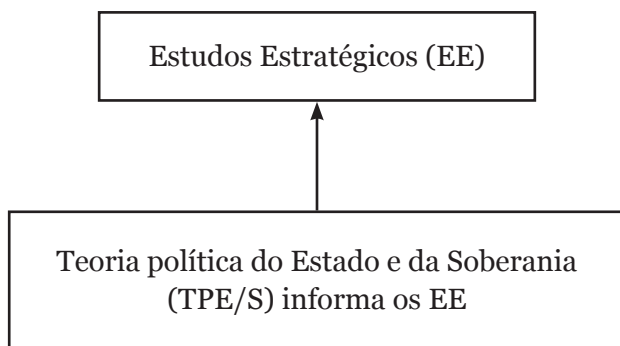 Estudos Estratégicos (EE)
Teoria política do Estado e da Soberania
(TPE/S) informa os EE